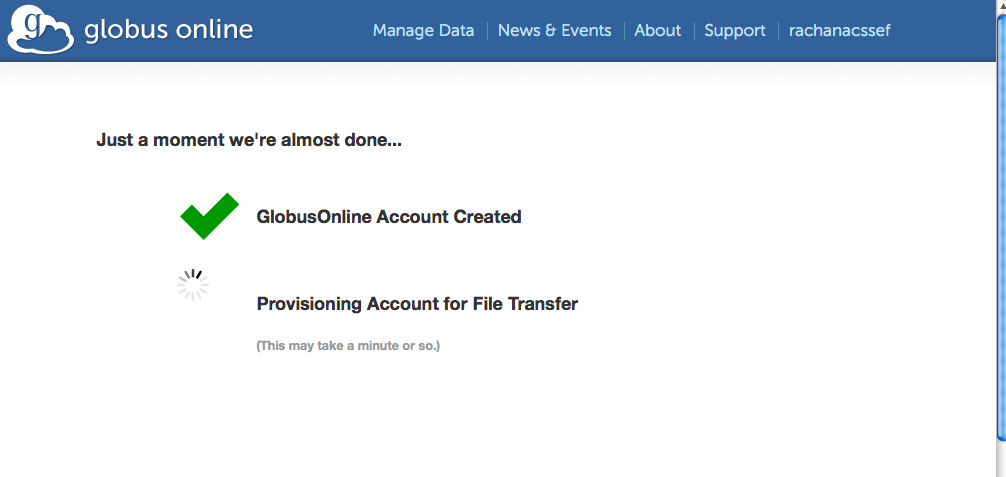 g globus online Manage Data News & Events About Support rachanacssef
Just a moment we're almost done...
GlobusOnline Account Created
Provisioning Account for File Transfer
(This may take a minute or so.)